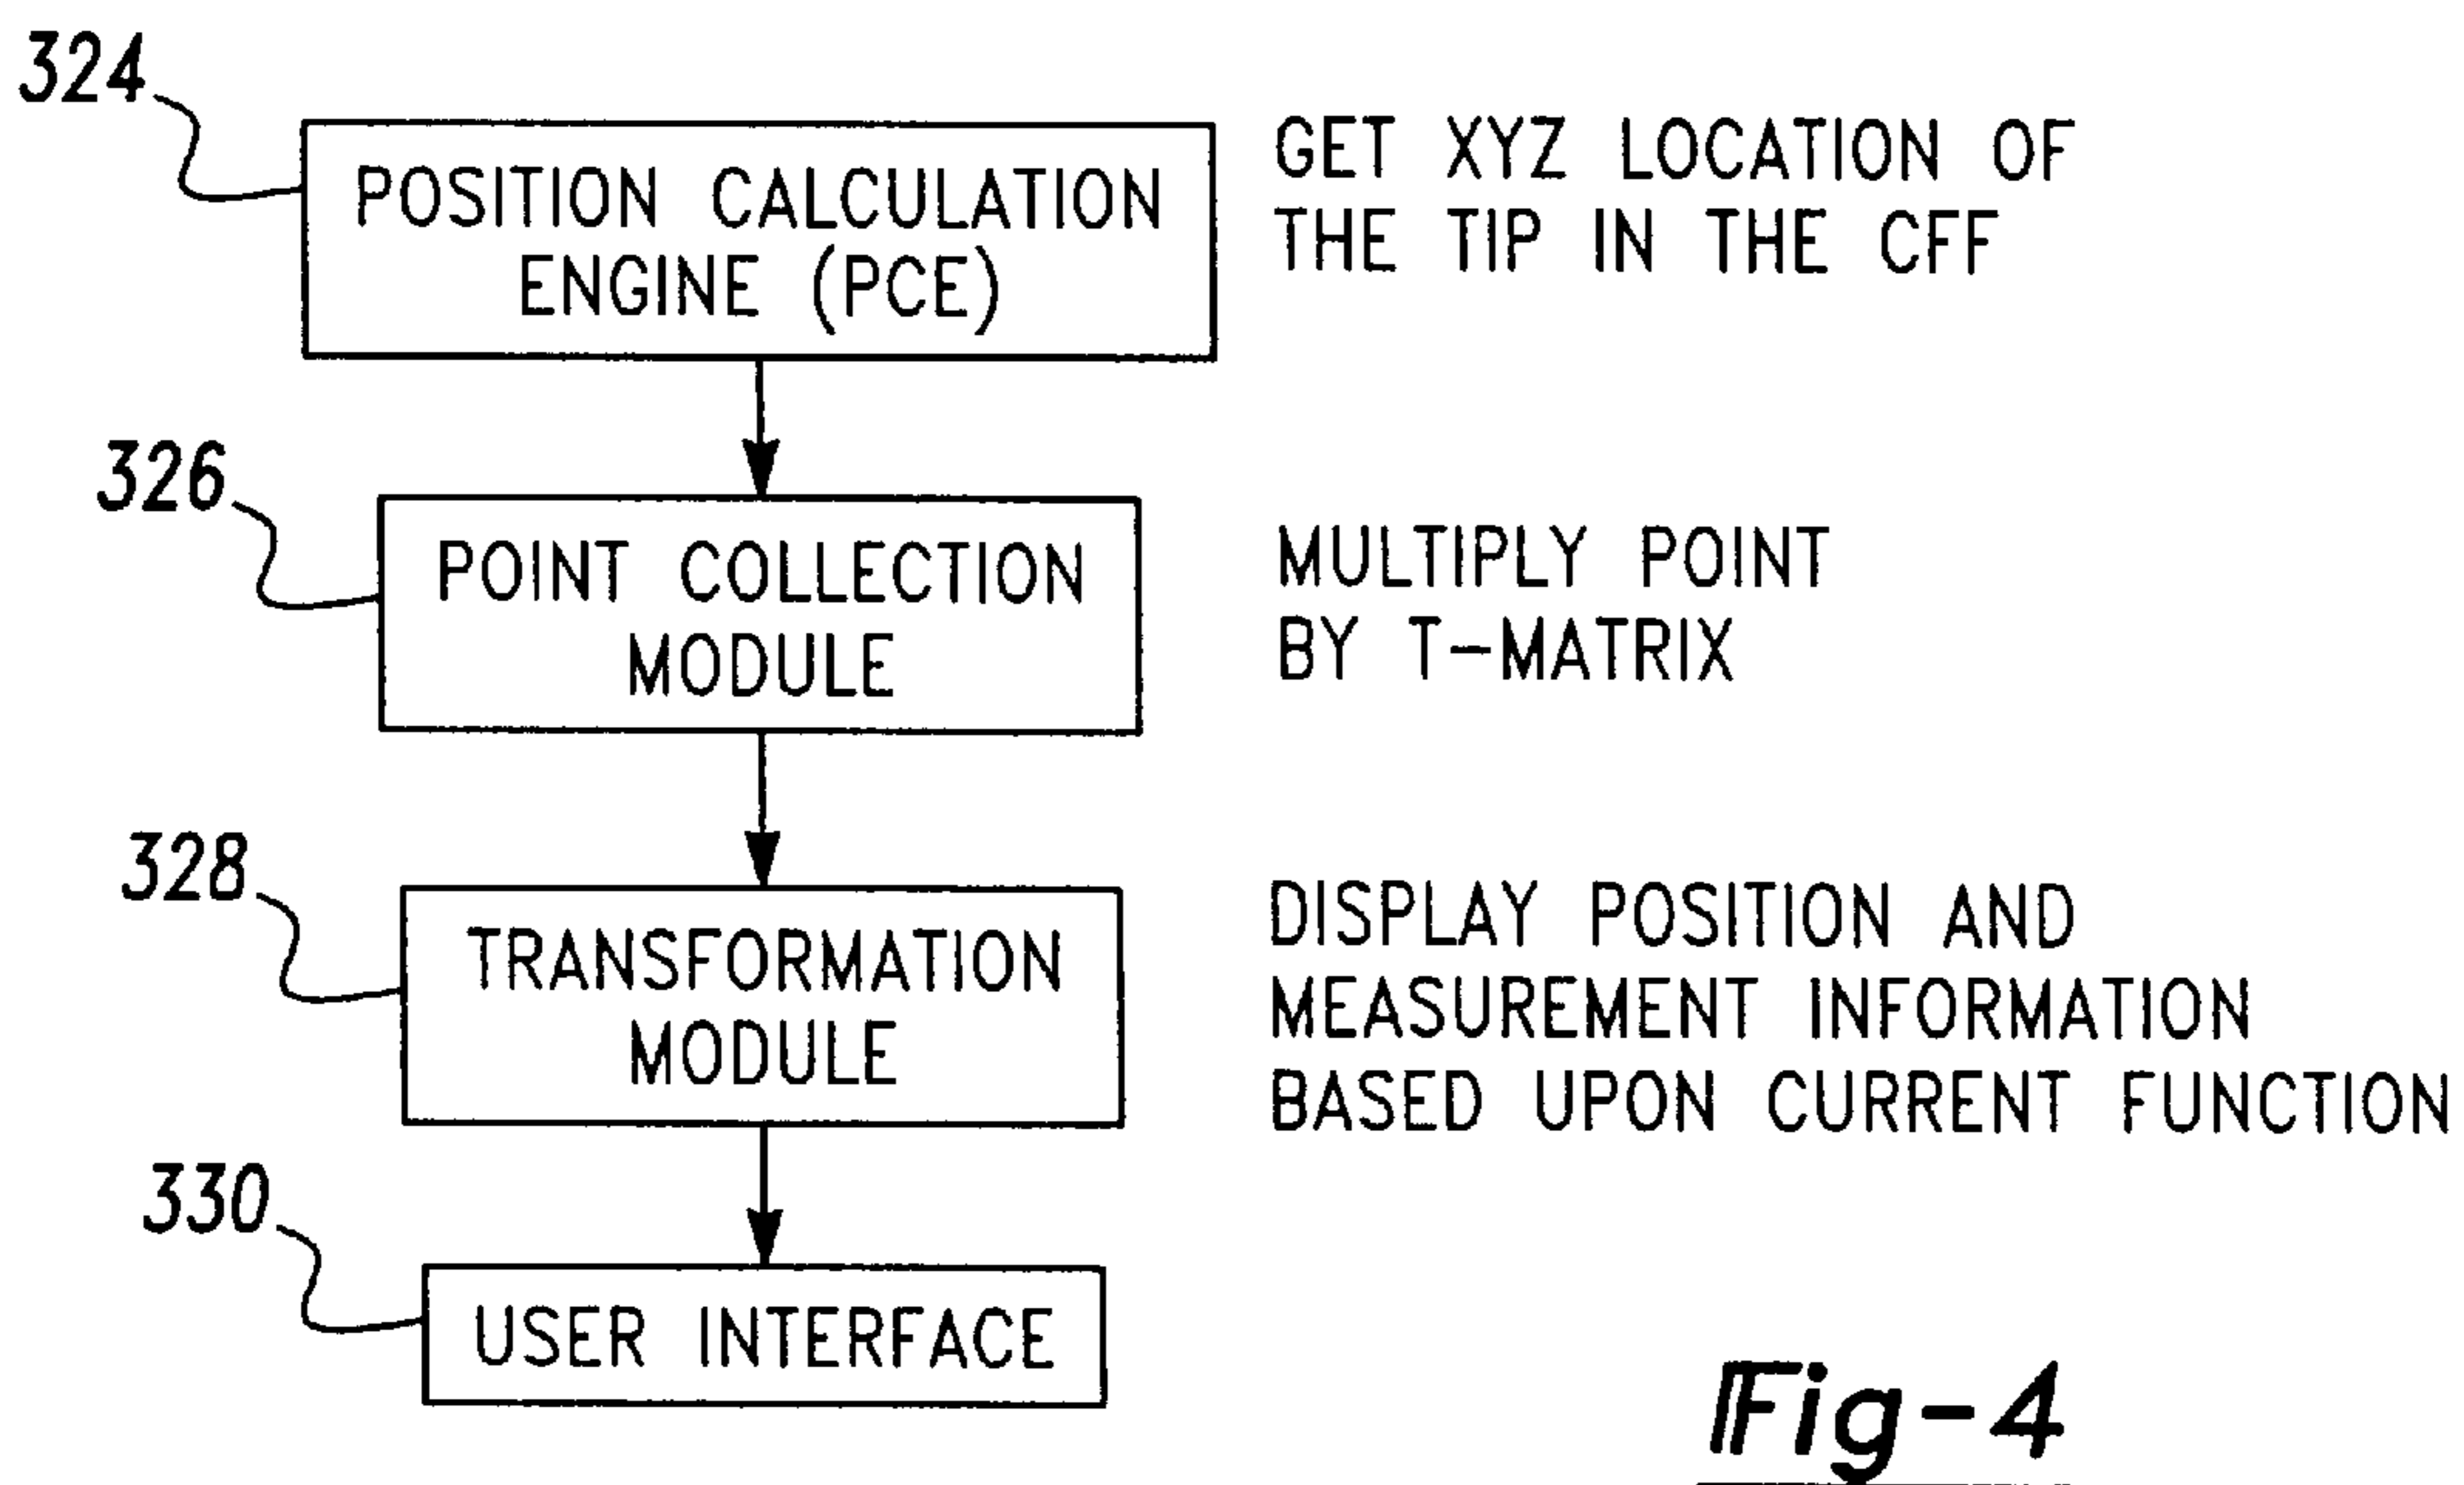 324
POSITION CALCULATION
ENGINE (PCE)
GET XYZ LOCATION OF
THE TIP IN THE CFF
326
POINT COLLECTION
MODULE
MULTIPLY POINT
BY T-MATRIX
328
TRANSFORMATION
MODULE
DISPLAY POSITION AND
MEASUREMENT INFORMATION
BASED UPON CURRENT FUNCTION
330
USER INTERFACE
Fig-4